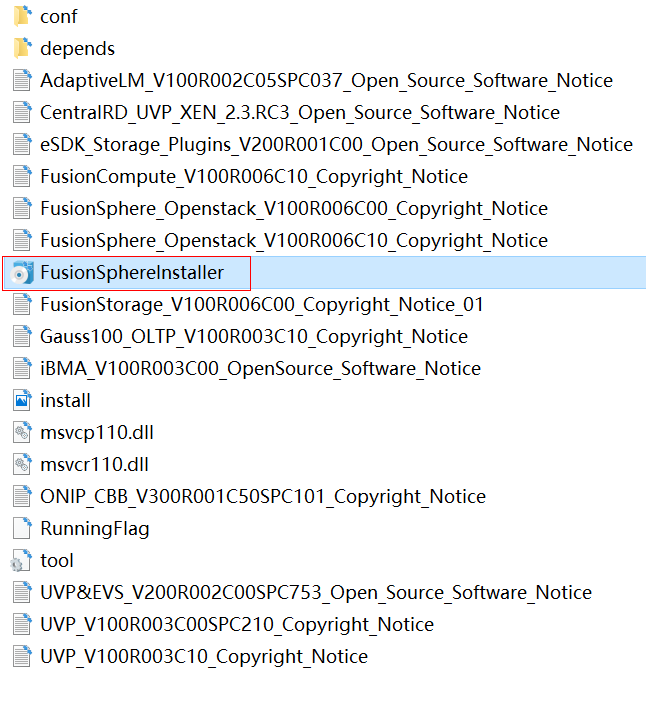 conf
depends
AdaptiveLM_V100R002C05SPC037_Open_Source_Software_Notice
CentralRD_UVP_XEN_2.3.RC3_Open_Source_Software_Notice
eSDK_Storage_Plugins_V200R001C00_Open_Source_Software_Notice
FusionCompute_V100R006C10_Copyright_Notice
FusionSphere_Openstack_V100R006C00_Copyright_Notice
FusionSphere_Openstack_V100R006C10_Copyright_Notice
FusionSphereInstaller
FusionStorage_V100R006C00_Copyright_Notice_01
Gauss100_OLTP_V100R003C10_Copyright_Notice
iBMA_V100R003C00_OpenSource_Software_Notice
install
msvcp110.dll
msvcr110.dll
ONIP_CBB_V300R001C50SPC101_Copyright_Notice
RunningFlag
tool
UVP&EVS_V200R002C00SPC753_Open_Source_Software_Notice
UVP_V100R003C00SPC210_Copyright_Notice
UVP_V100R003C10_Copyright_Notice